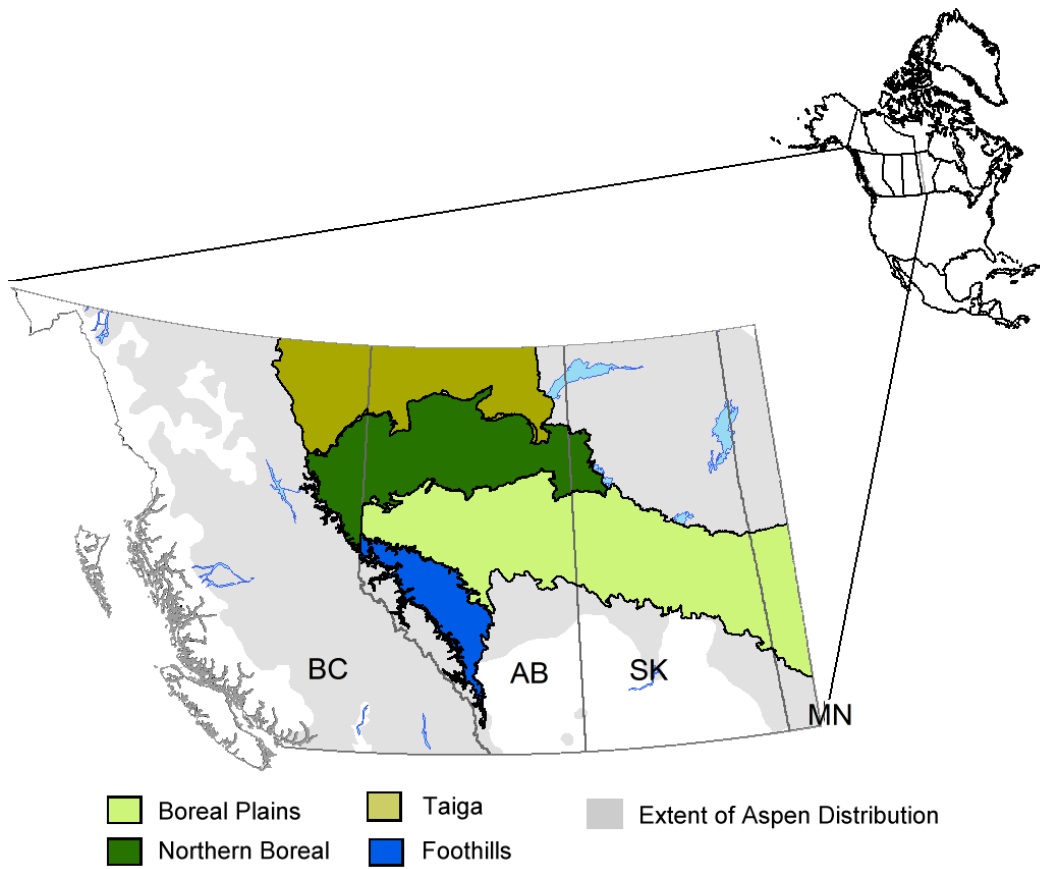 BC
AB
SK
MN
Boreal Plains
Taiga
Extent of Aspen Distribution
Northern Boreal
Foothills